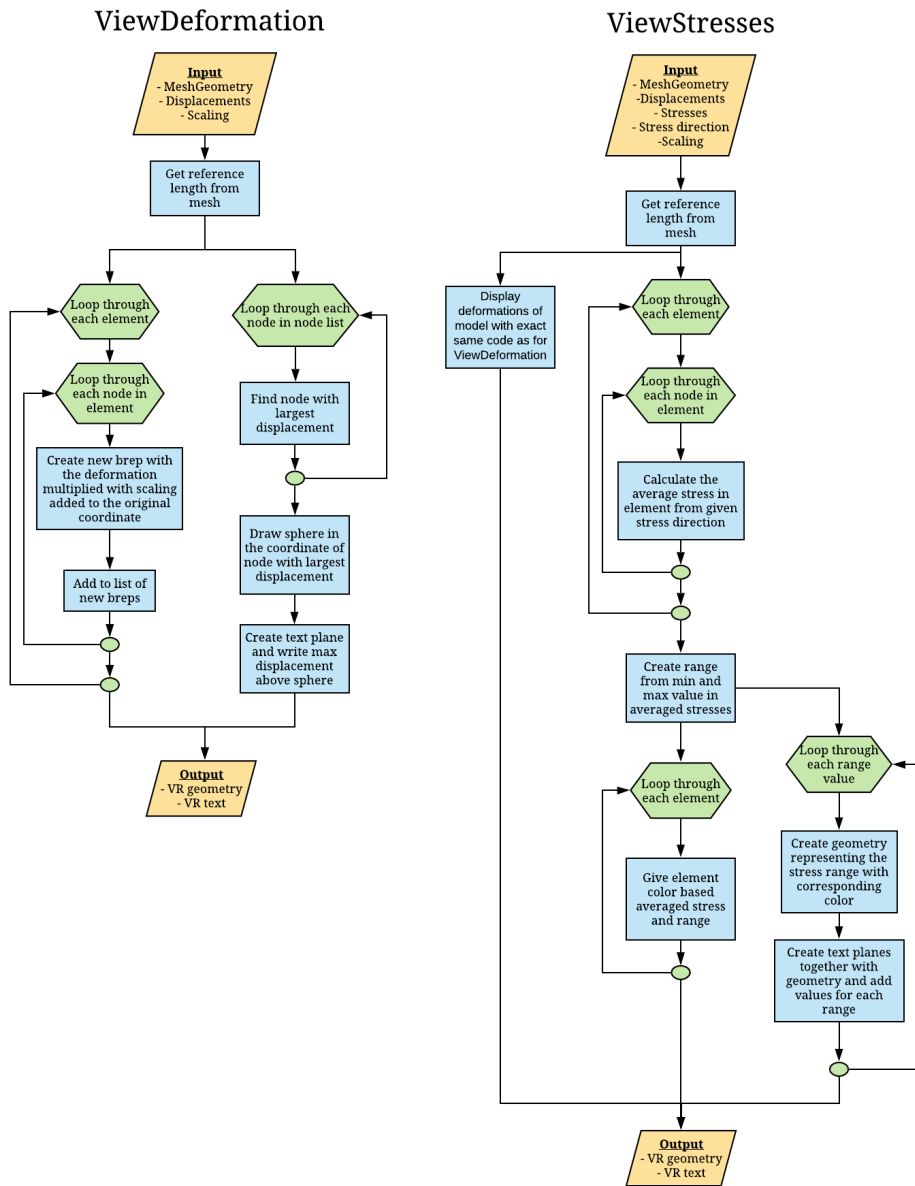 ViewDeformation
Input
- MeshGeometry
- Displacements
- Scaling
Get reference
length from
mesh
Loop through
each element
Loop through
each node in
element
Create new brep with
the deformation
multiplied with scaling
added to the original
coordinate
Add to list of
new breps
Loop through each
node in node list
Find node with
largest
displacement
Draw sphere in
the coordinate of
node with largest
displacement
Create text plane
and write max
displacement
above sphere
Output
- VR geometry
- VR text
ViewStresses
Input
- MeshGeometry
-Displacements
- Stresses
- Stress direction
-Scaling
Get reference
length from
mesh
Display
deformations of
model with exact
same code as for
ViewDeformation
Loop through
each element
Loop through
each node in
element
Calculate the
average stress in
element from given
stress direction
Create range
from min and
max value in
averaged stresses
Loop through
each element
Give element
color based
averaged stress
and range
Loop through
each range
value
Create geometry
representing the
stress range with
corresponding
color
Create text planes
together with
geometry and add
values for each
range
Output
- VR geometry
- VR text